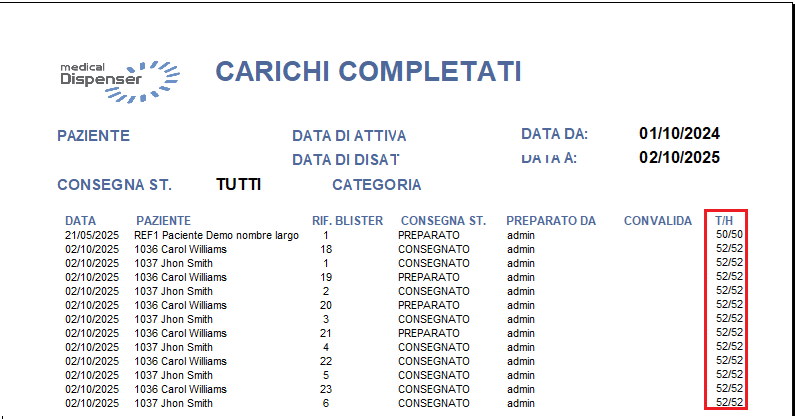 medical
Dispenser
CARICHI COMPLETATI
PAZIENTE DATA DI ATTIVA DATA DA: 01/10/2024
DATA DI DISAT DATA A: 02/10/2025
CONSEGNA ST. TUTTI CATEGORIA
DATA PAZIENTE RIF. BLISTER CONSEGNA ST. PREPARATO DA CONVALIDA T/H
21/05/2025 REF1 Paciente Demo nombre largo 1 PREPARATO admin 50/50
02/10/2025 1036 Carol Williams 18 CONSEGNATO admin 52/52
02/10/2025 1037 Jhon Smith 1 CONSEGNATO admin 52/52
02/10/2025 1036 Carol Williams 19 PREPARATO admin 52/52
02/10/2025 1037 Jhon Smith 2 CONSEGNATO admin 52/52
02/10/2025 1036 Carol Williams 20 PREPARATO admin 52/52
02/10/2025 1037 Jhon Smith 3 CONSEGNATO admin 52/52
02/10/2025 1036 Carol Williams 21 PREPARATO admin 52/52
02/10/2025 1037 Jhon Smith 4 CONSEGNATO admin 52/52
02/10/2025 1036 Carol Williams 22 CONSEGNATO admin 52/52
02/10/2025 1037 Jhon Smith 5 CONSEGNATO admin 52/52
02/10/2025 1036 Carol Williams 23 CONSEGNATO admin 52/52
02/10/2025 1037 Jhon Smith 6 CONSEGNATO admin 52/52